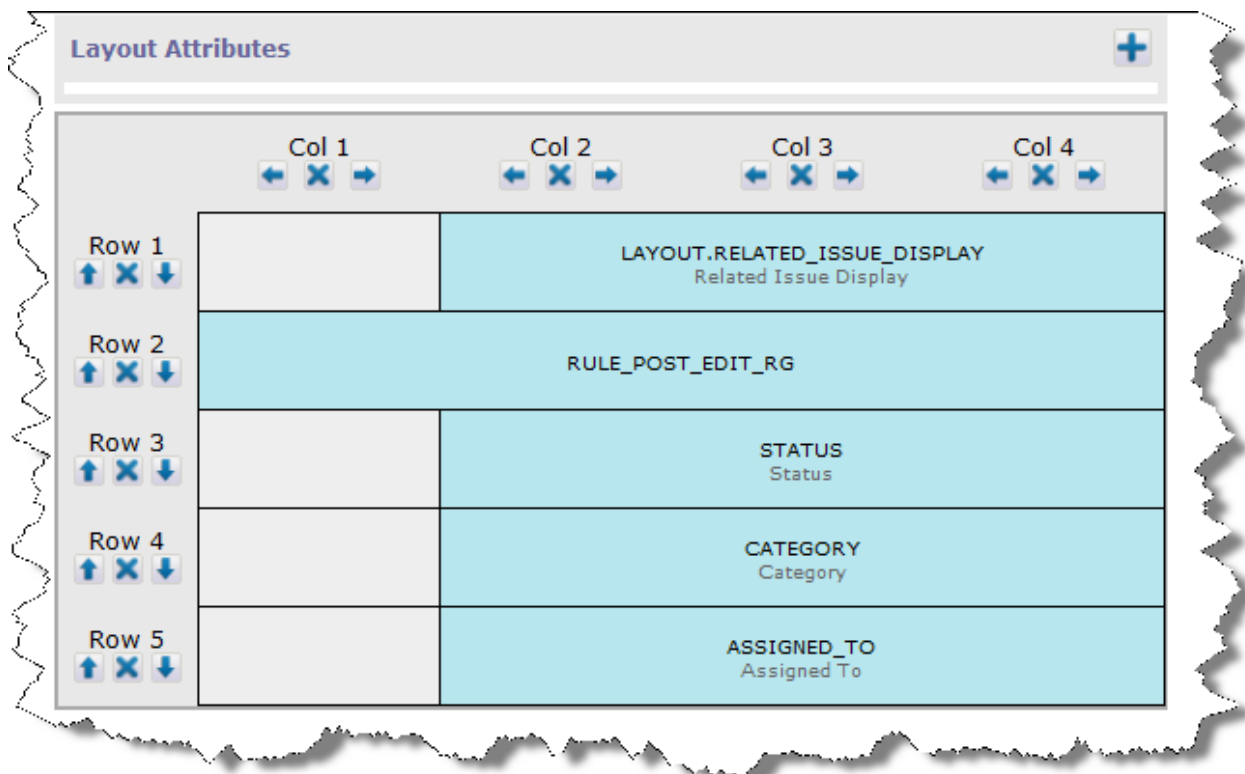 Layout Attributes
Col 1 Col 2 Col 3 Col 4
Row 1
LAYOUT.RELATED_ISSUE_DISPLAY
Related Issue Display
Row 2
RULE_POST_EDIT_RG
Row 3
STATUS
Status
Row 4
CATEGORY
Category
Row 5
ASSIGNED_TO
Assigned To